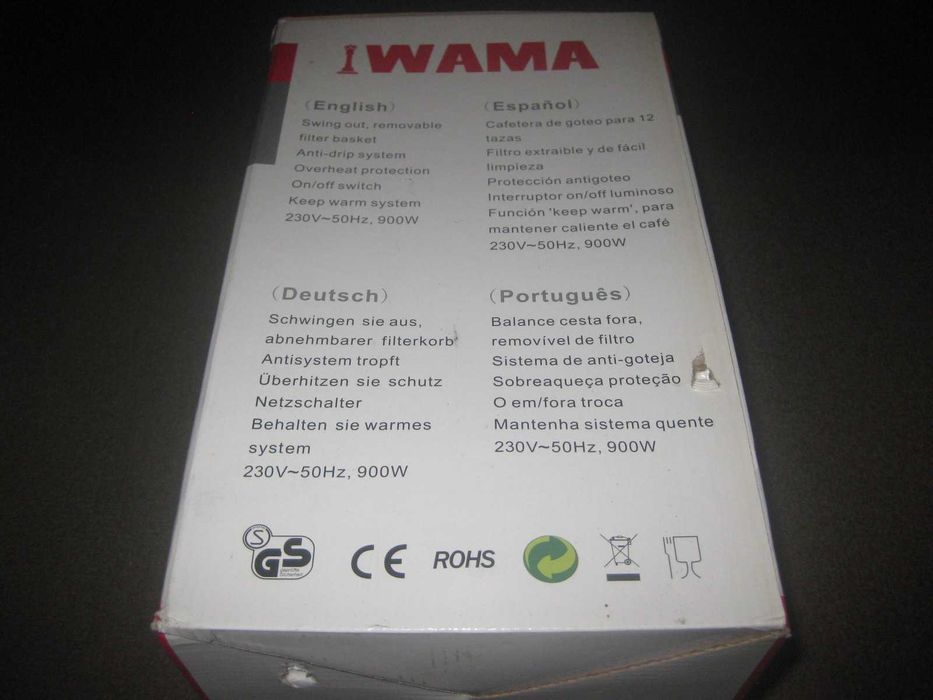 WAMA
(English)
Swing out, removable
filter basket
Anti-drip system
Overheat protection
On/off switch
Keep warm system
230V~50Hz, 900W
(Español)
Cafetera de goteo para 12
tazas
Filtro extraible y de fácil
limpieza
Protección antigoteo
Interruptor on/off luminoso
Función 'keep warm', para
mantener caliente el café
230V~50Hz, 900W
(Deutsch)
Schwingen sie aus,
abnehmbarer filterkorb
Antisystem tropft
Überhitzen sie schutz
Netzschalter
Behalten sie warmes
system
230V~50Hz, 900W
(Português)
Balance cesta fora,
removível de filtro
Sistema de anti-goteja
Sobreaqueça proteção
O em/fora troca
Mantenha sistema quente
230V~50Hz, 900W
S
GS
geprüfte
Sicherheit
CE
ROHS